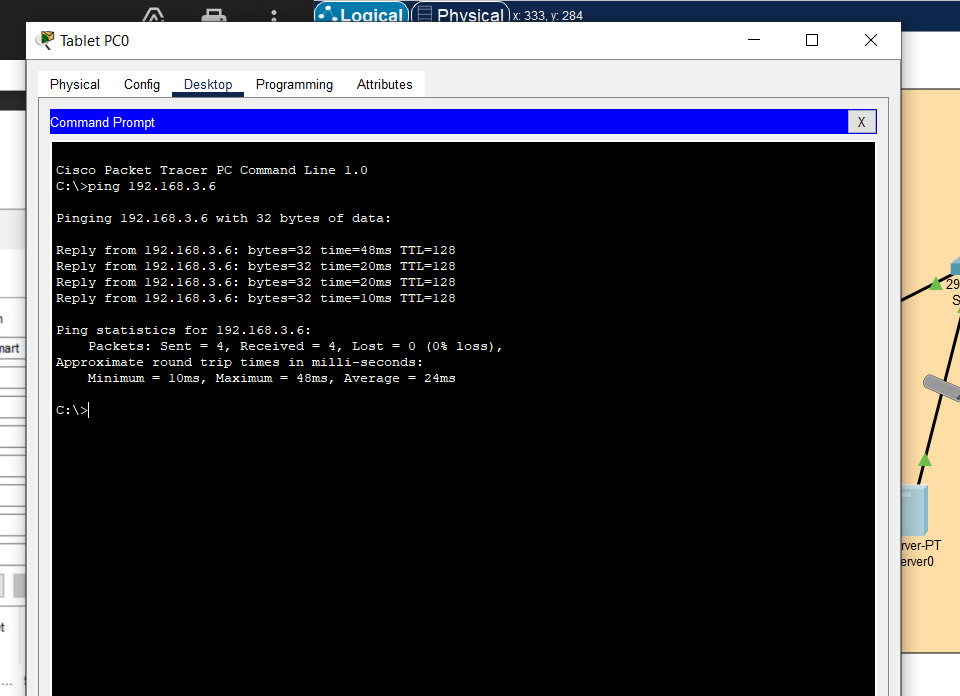 Logical Physical x: 333, y: 284
Tablet PC0
Physical Config Desktop Programming Attributes
Command Prompt X
Cisco Packet Tracer PC Command Line 1.0
C:\>ping 192.168.3.6
Pinging 192.168.3.6 with 32 bytes of data:
Reply from 192.168.3.6: bytes=32 time=48ms TTL=128
Reply from 192.168.3.6: bytes=32 time=20ms TTL=128
Reply from 192.168.3.6: bytes=32 time=20ms TTL=128
Reply from 192.168.3.6: bytes=32 time=10ms TTL=128
Ping statistics for 192.168.3.6:
Packets: Sent = 4, Received = 4, Lost = 0 (0% loss),
Approximate round trip times in milli-seconds:
Minimum = 10ms, Maximum = 48ms, Average = 24ms
C:\>
29
S
rver-PT
erver0